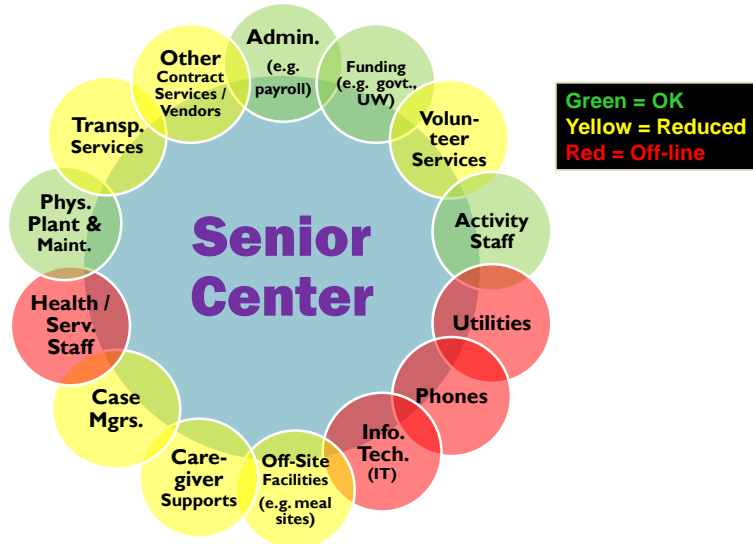 Admin.
(e.g.
payroll)
Funding
(e.g. govt.,
UW)
Volun-
teer
Services
Activity
Staff
Utilities
Phones
Info.
Tech.
(IT)
Off-Site
Facilities
(e.g. meal
sites)
Care-
giver
Supports
Case
Mgrs.
Health /
Serv.
Staff
Phys.
Plant &
Maint.
Transp.
Services
Other
Contract
Services /
Vendors
Senior
Center
Green = OK
Yellow = Reduced
Red = Off-line